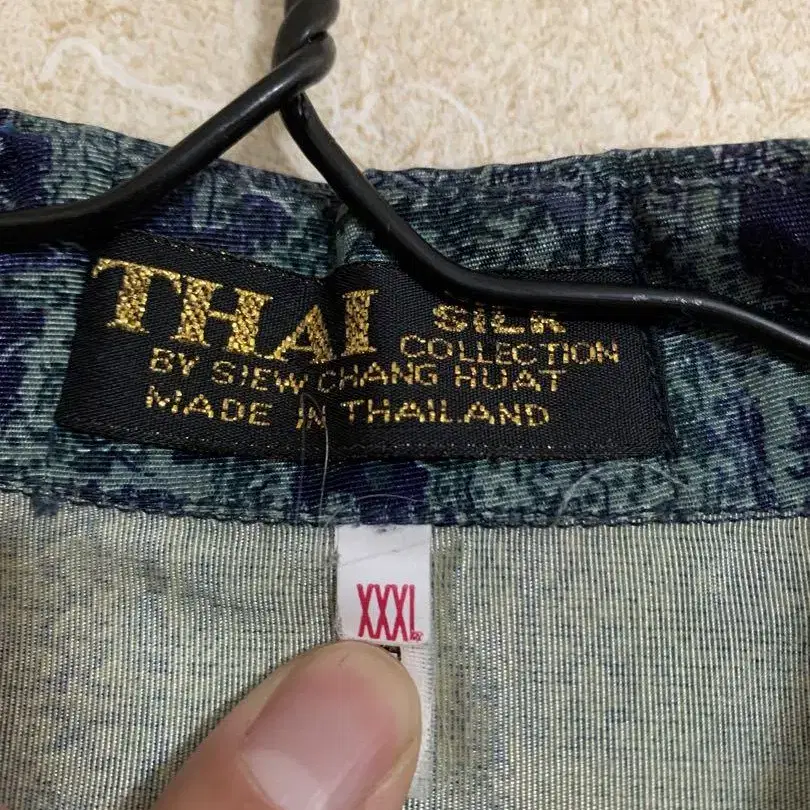 THAI SILK
COLLECTION
BY SIEW CHANG HUAT
MADE IN THAILAND
XXXL